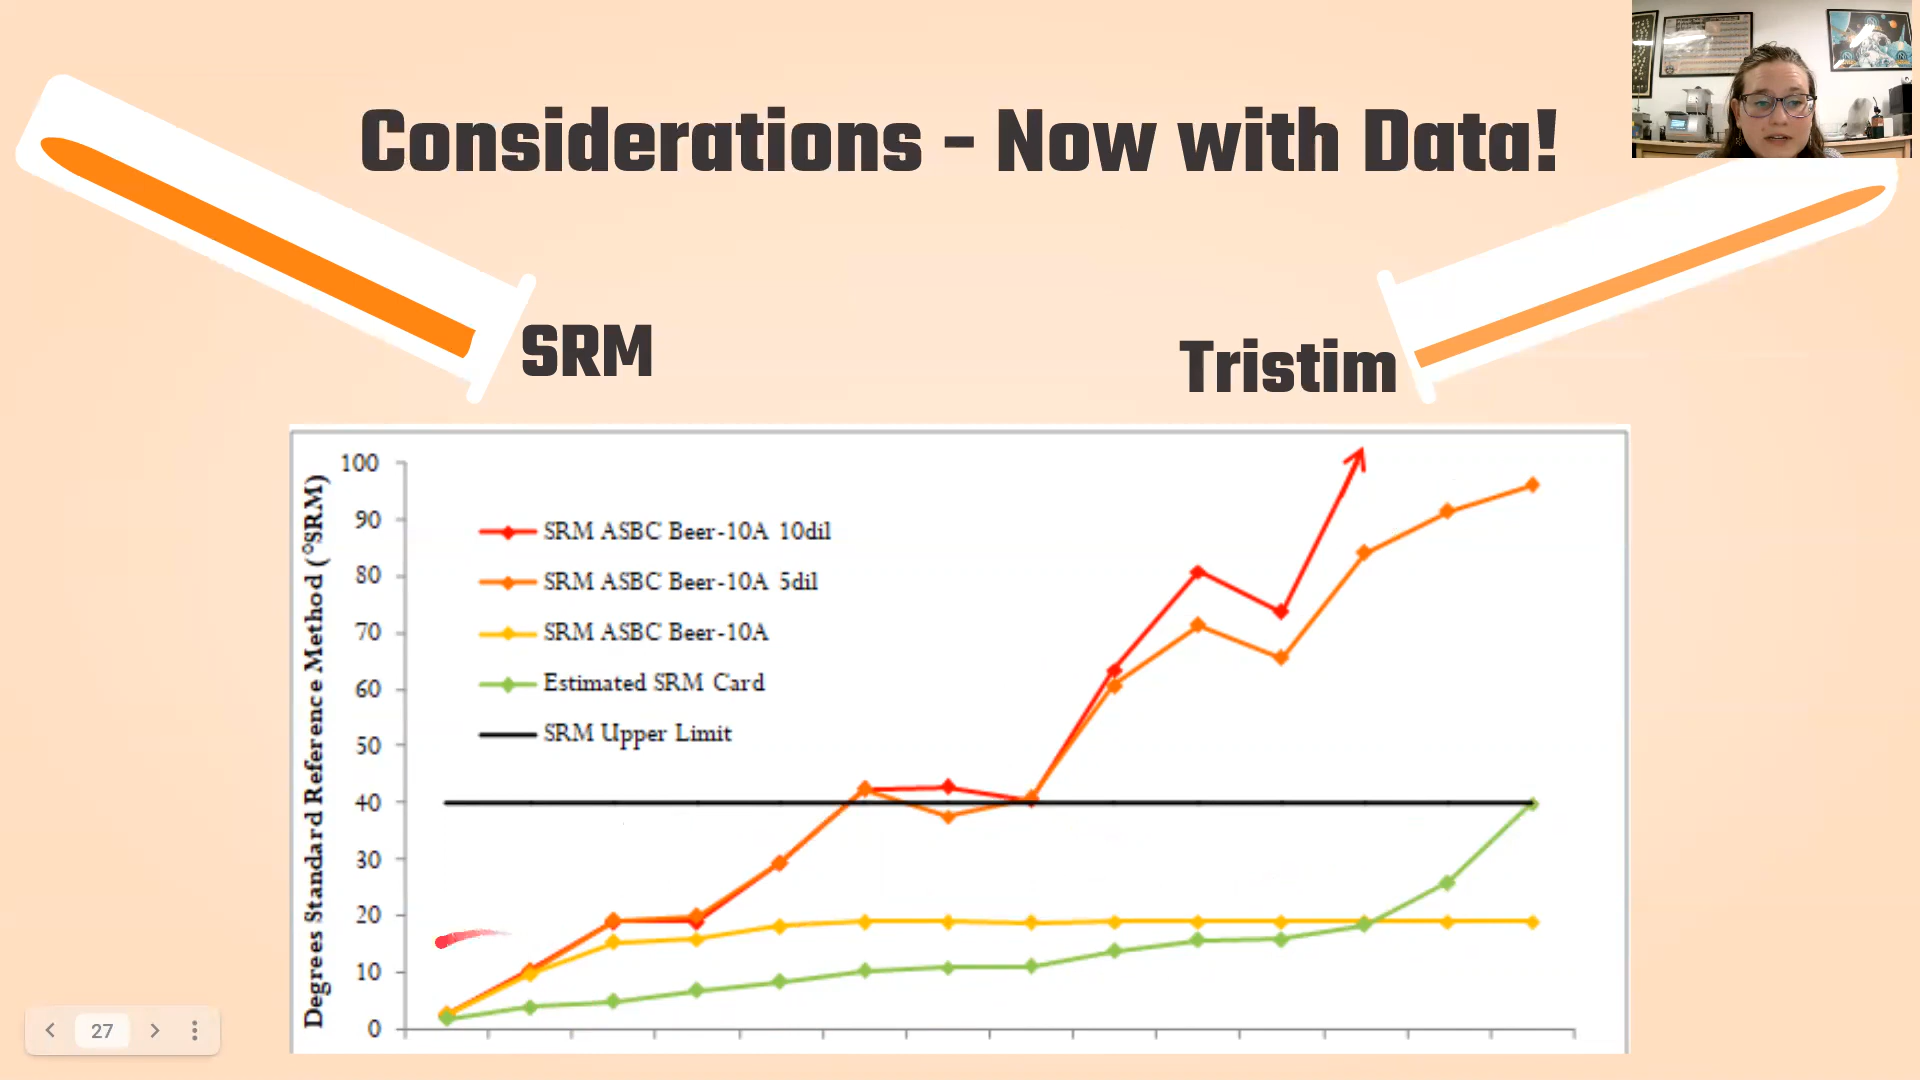 Considerations - Now with Data!
SRM
Tristim
Degrees Standard Reference Method (°SRM)
100
90
80
70
60
50
40
30
20
10
0
SRM ASBC Beer-10A 10dil
SRM ASBC Beer-10A 5dil
SRM ASBC Beer-10A
Estimated SRM Card
SRM Upper Limit
27